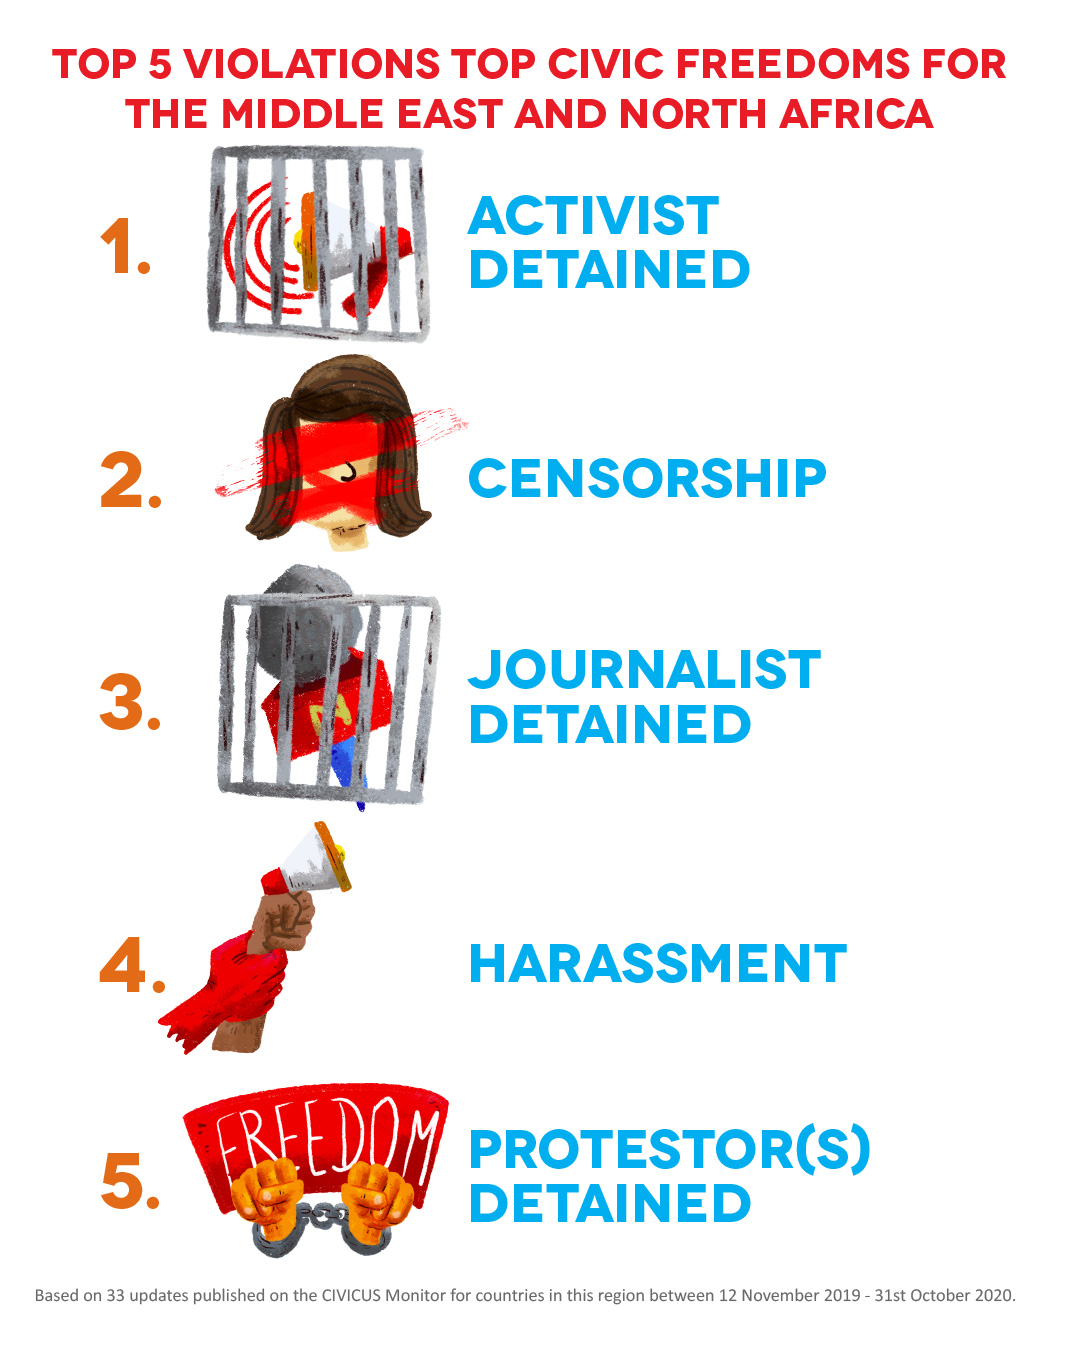 TOP 5 VIOLATIONS TOP CIVIC FREEDOMS FOR
THE MIDDLE EAST AND NORTH AFRICA
1.
ACTIVIST
DETAINED
2.
CENSORSHIP
3.
N
JOURNALIST
DETAINED
4.
HARASSMENT
5.
FREEDOM
PROTESTOR(S)
DETAINED
Based on 33 updates published on the CIVICUS Monitor for countries in this region between 12 November 2019 - 31st October 2020.